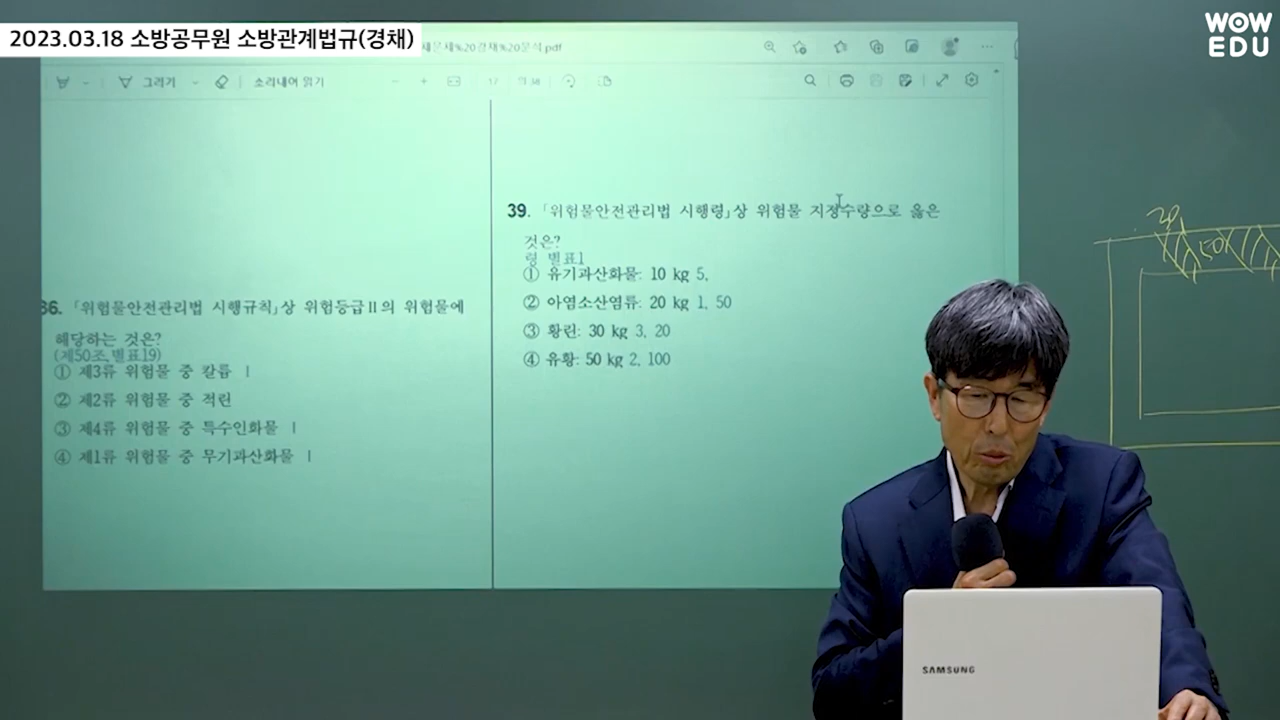 2023.03.18 소방공무원 소방관계법규(경채)
WOW
EDU
그리기
소리내어 읽기
36. 「위험물안전관리법 시행규칙」상 위험등급Ⅱ의 위험물에
해당하는 것은?
(제50조, 별표19)
① 제3류 위험물 중 칼륨 Ⅰ
② 제2류 위험물 중 적린
③ 제4류 위험물 중 특수인화물 Ⅰ
④ 제1류 위험물 중 무기과산화물 Ⅰ
39. 「위험물안전관리법 시행령」상 위험물 지정수량으로 옳은
것은?
령 별표1
① 유기과산화물: 10 kg 5,
② 아염소산염류: 20 kg 1, 50
③ 황린: 30 kg 3, 20
④ 유황: 50 kg 2, 100
SAMSUNG